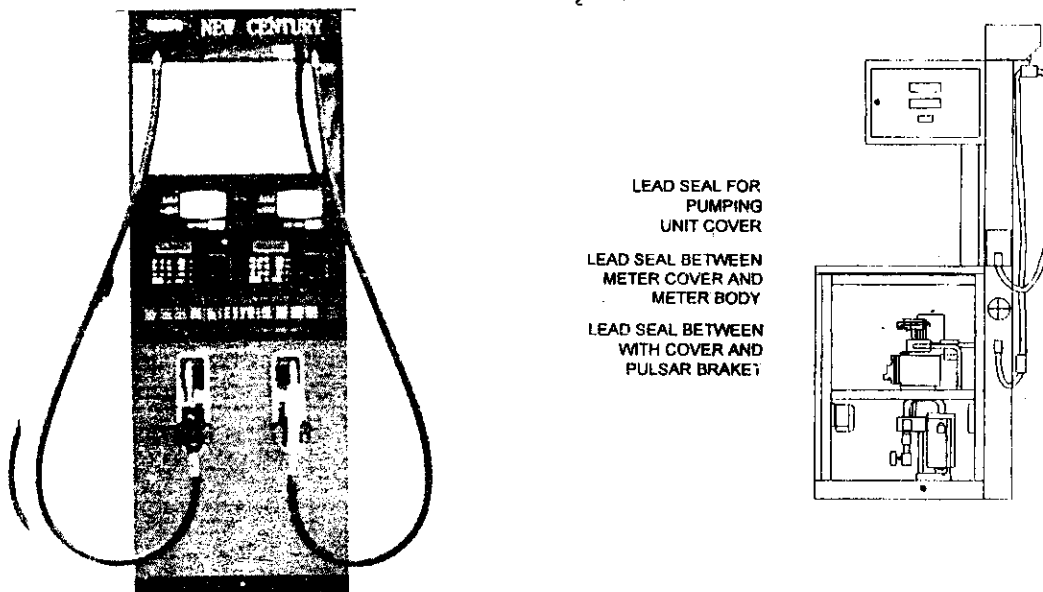 NEW CENTURY
LEAD SEAL FOR
PUMPING
UNIT COVER
LEAD SEAL BETWEEN
METER COVER AND
METER BODY
LEAD SEAL BETWEEN
WITH COVER AND
PULSAR BRAKET